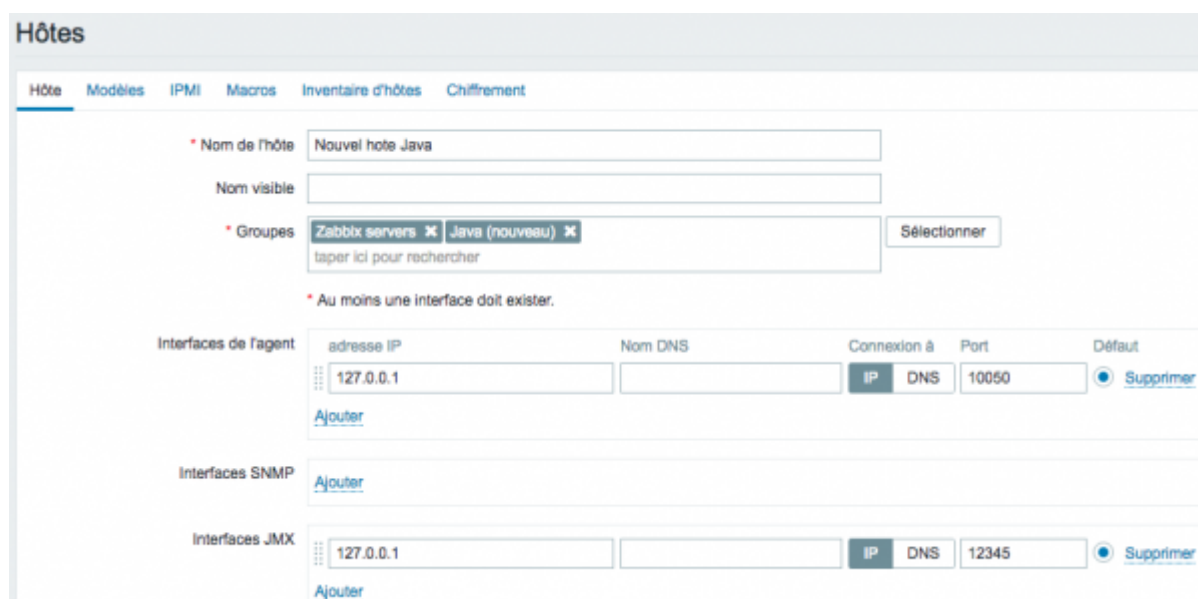 Hôtes
Hôte Modèles IPMI Macros Inventaire d'hôtes Chiffrement
* Nom de l'hôte Nouvel hote Java
Nom visible
* Groupes Zabbix servers ✖ Java (nouveau) ✖ Sélectionner
taper ici pour rechercher
* Au moins une interface doit exister.
Interfaces de l'agent adresse IP Nom DNS Connexion à Port Défaut
127.0.0.1 IP DNS 10050 Supprimer
Ajouter
Interfaces SNMP Ajouter
Interfaces JMX 127.0.0.1 IP DNS 12345 Supprimer
Ajouter